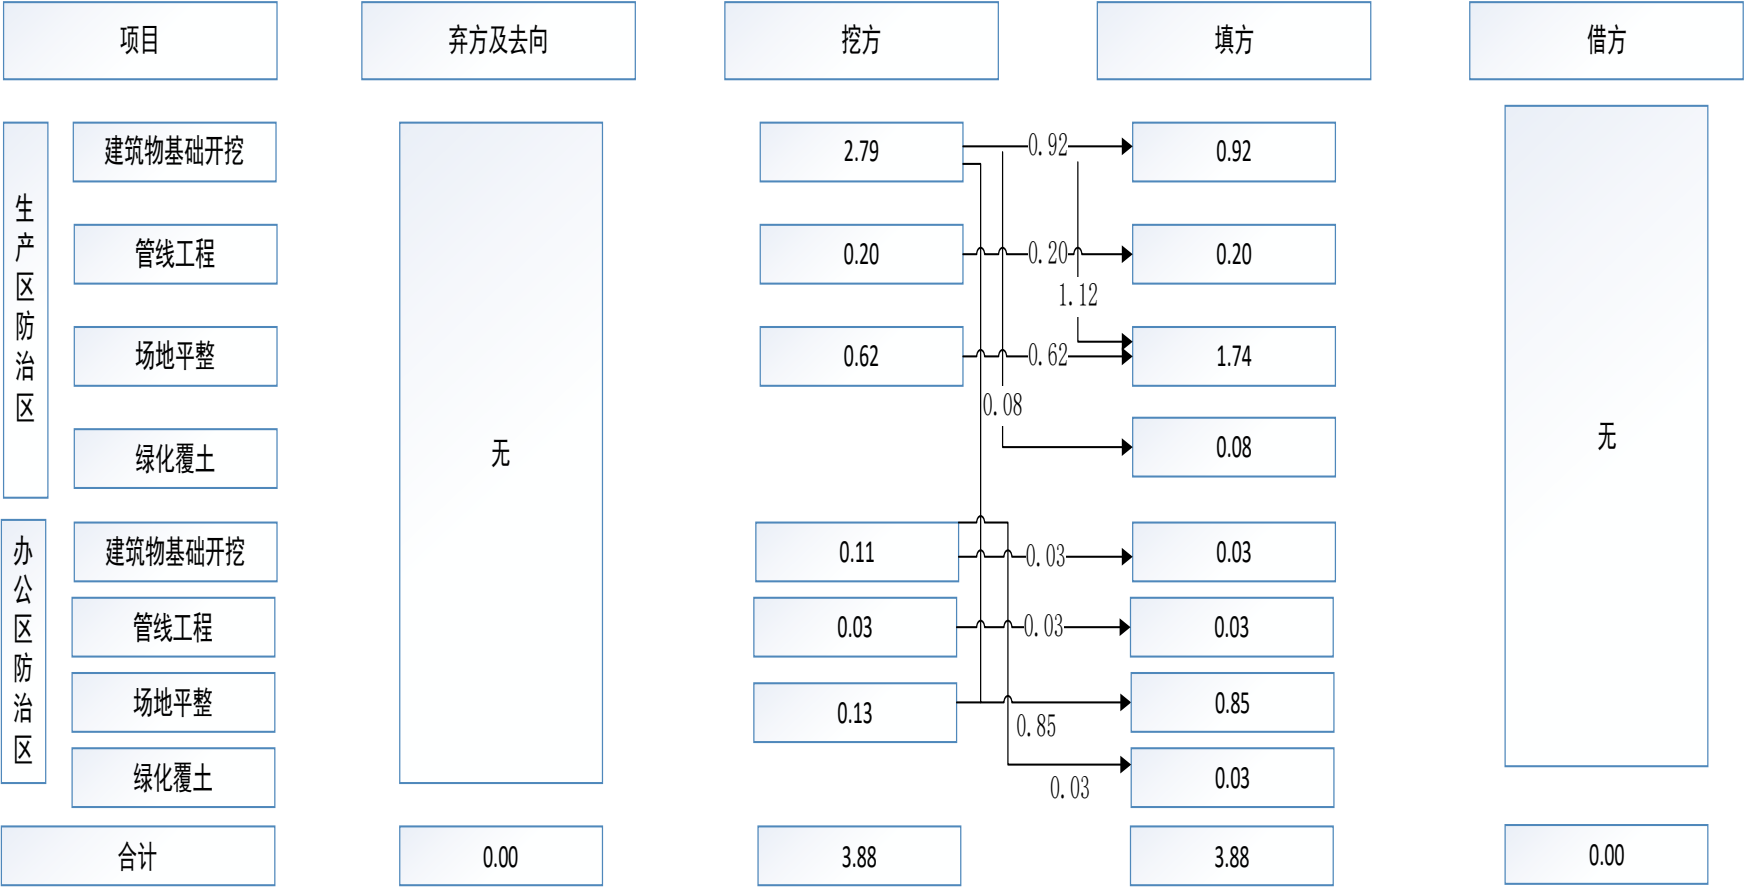 项目
弃方及去向
挖方
填方
借方
生产区防治区
建筑物基础开挖
2.79
0.92
0.92
管线工程
0.20
0.20
0.20
1.12
场地平整
0.62
0.62
1.74
0.08
绿化覆土
0.08
无
无
办公区防治区
建筑物基础开挖
0.11
0.03
0.03
管线工程
0.03
0.03
0.03
场地平整
0.13
0.85
0.85
绿化覆土
0.03
0.03
合计
0.00
3.88
3.88
0.00